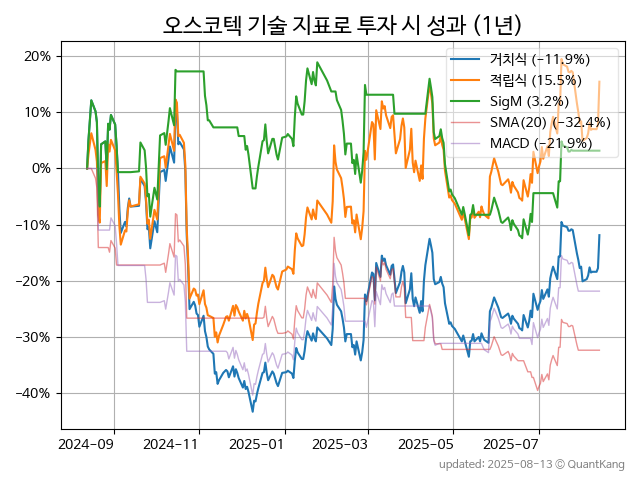 오스코텍 기술 지표로 투자 시 성과 (1년)
20%
10%
0%
−10%
−20%
−30%
−40%
거치식 (−11.9%)
적립식 (15.5%)
SigM (3.2%)
SMA(20) (−32.4%)
MACD (−21.9%)
2024-09 2024-11 2025-01 2025-03 2025-05 2025-07
updated: 2025-08-13 ⓒ QuantKang